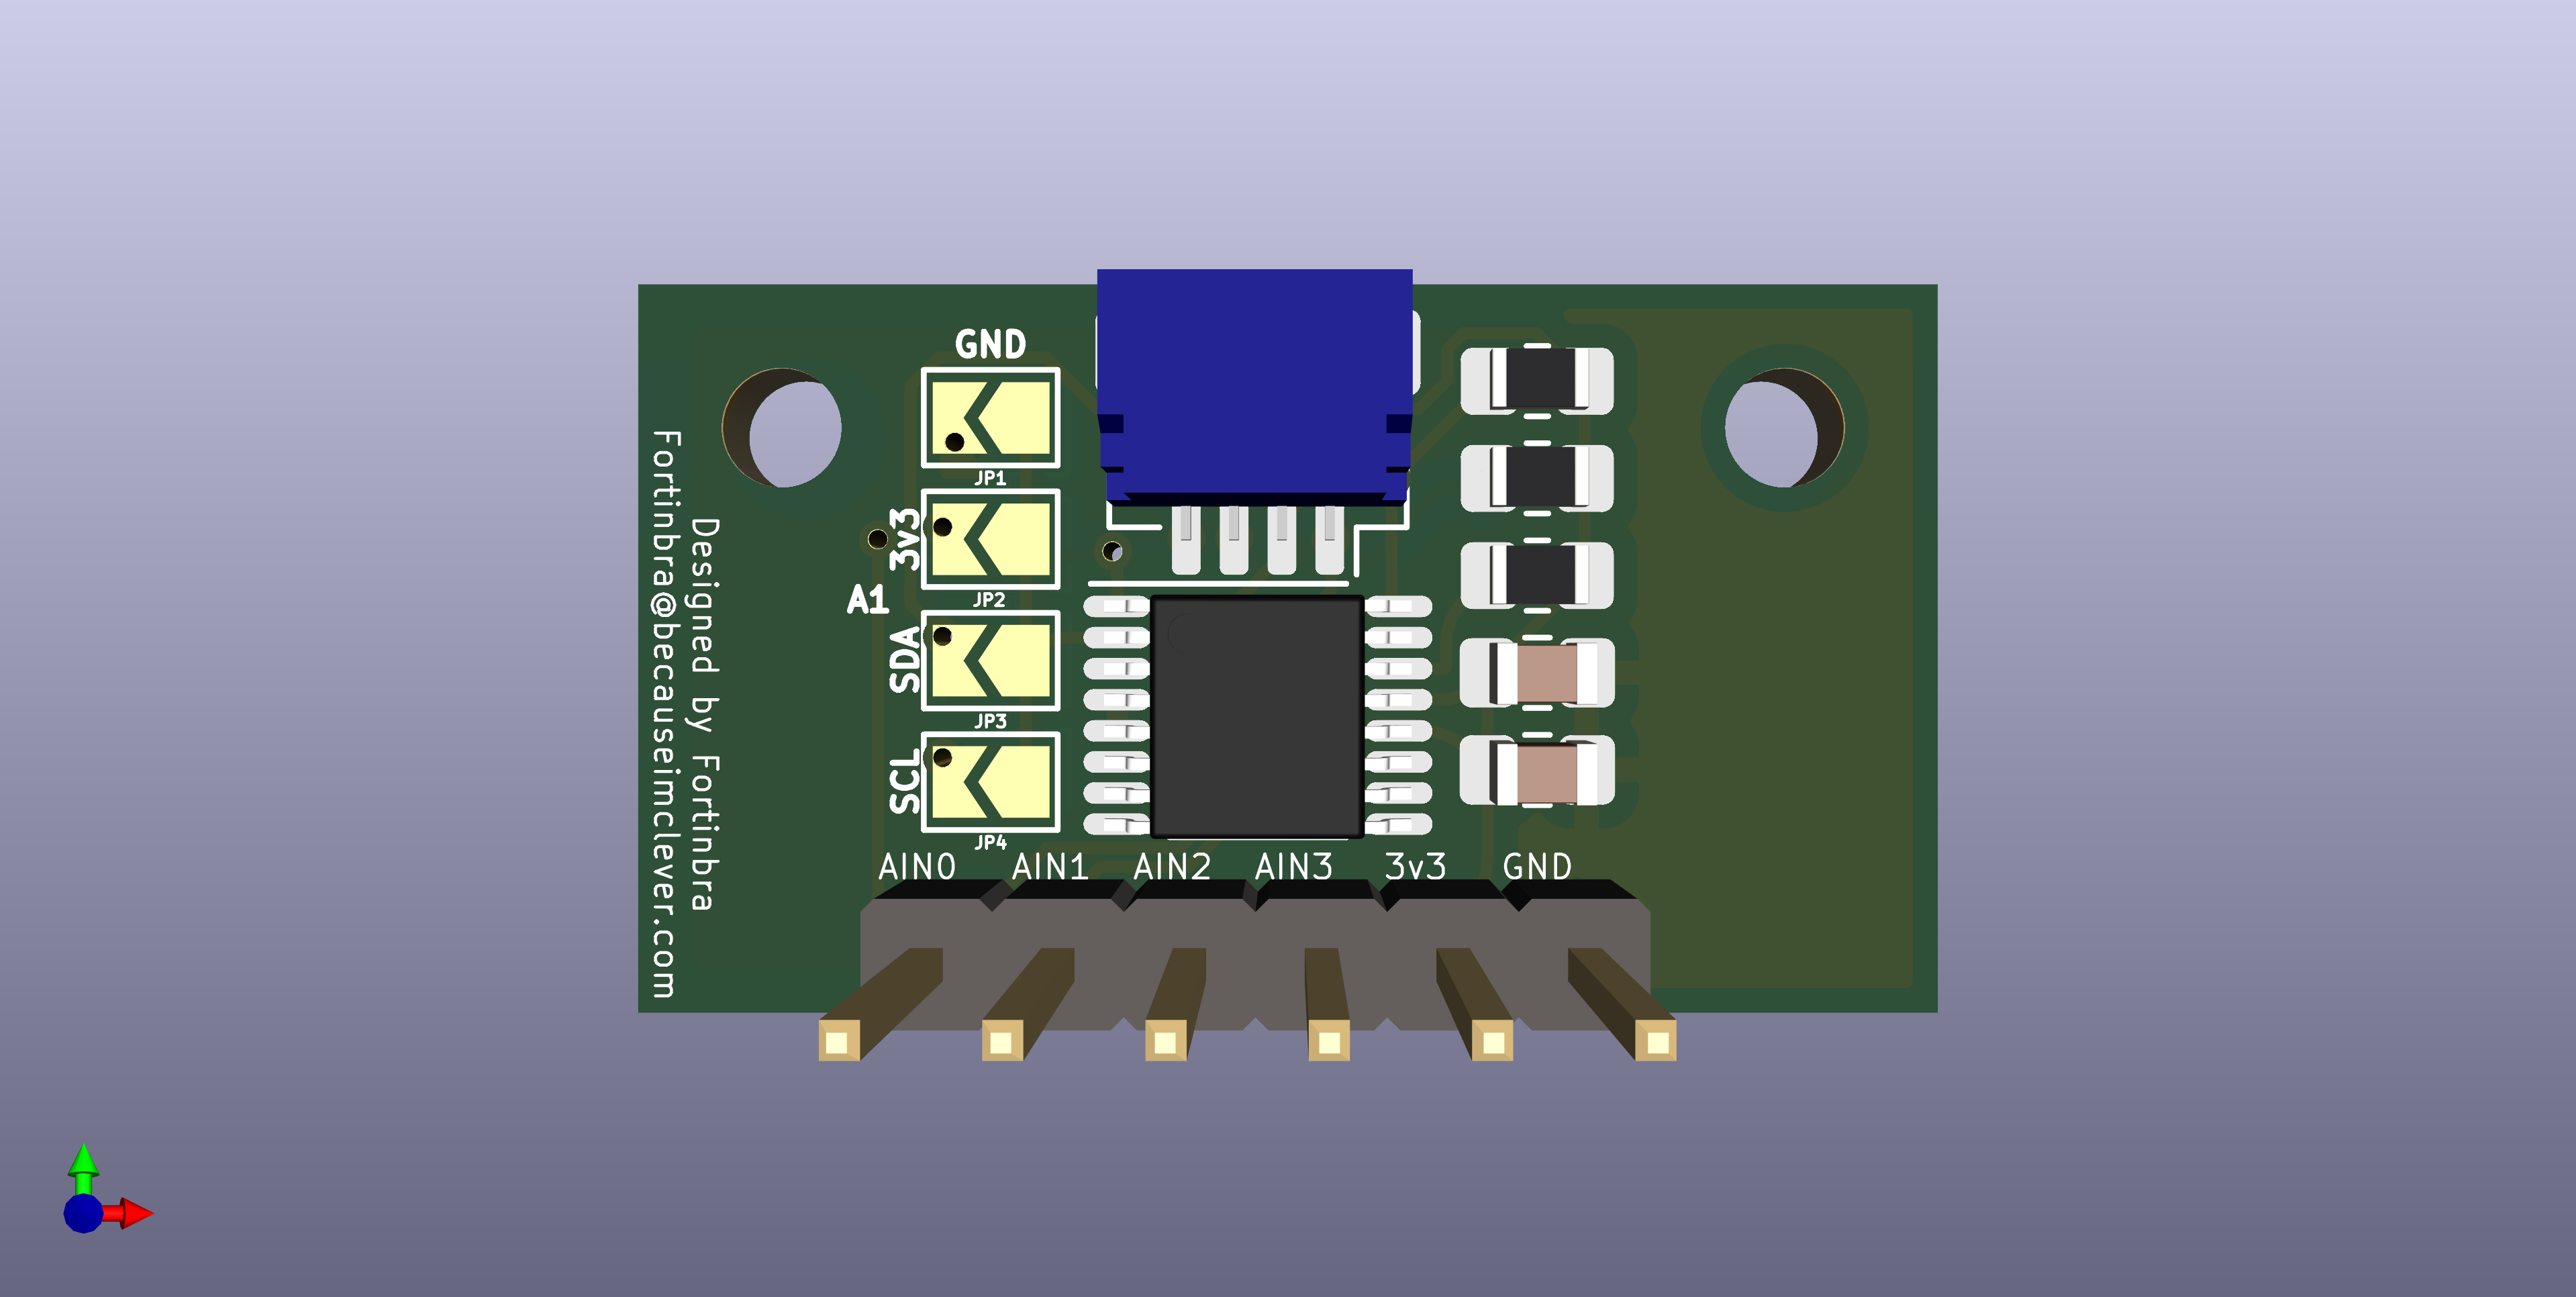 GND
JP1
3v3
JP2
A1
SDA
JP3
SCL
JP4
Designed by Fortinbra
Fortinbra@becauseimclever.com
AIN0 AIN1 AIN2 AIN3 3v3 GND